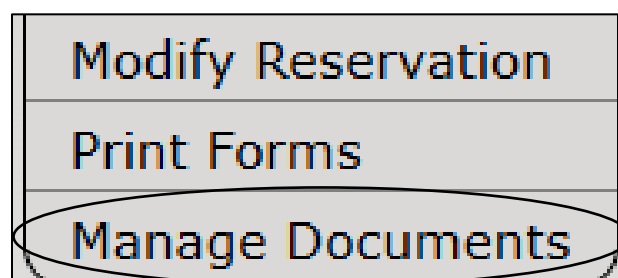 Modify Reservation
Print Forms
Manage Documents